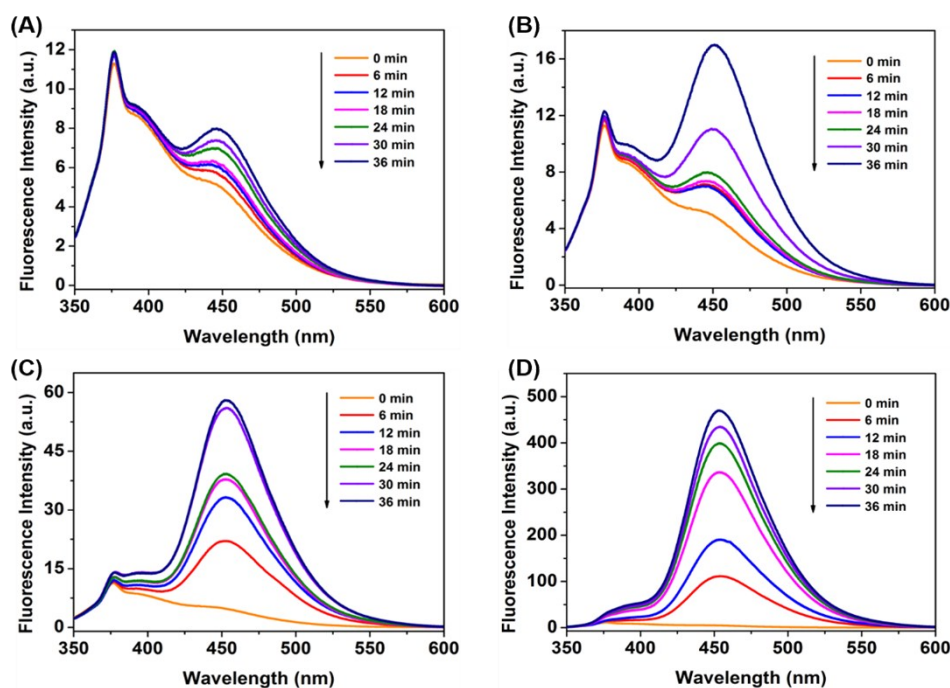 (A)
Fluorescence Intensity (a.u.)
12
10
8
6
4
2
0
0 min
6 min
12 min
18 min
24 min
30 min
36 min
350 400 450 500 550 600
Wavelength (nm)
(B)
Fluorescence Intensity (a.u.)
16
12
8
4
0
0 min
6 min
12 min
18 min
24 min
30 min
36 min
350 400 450 500 550 600
Wavelength (nm)
(C)
Fluorescence Intensity (a.u.)
60
45
30
15
0
0 min
6 min
12 min
18 min
24 min
30 min
36 min
350 400 450 500 550 600
Wavelength (nm)
(D)
Fluorescence Intensity (a.u.)
500
400
300
200
100
0
0 min
6 min
12 min
18 min
24 min
30 min
36 min
350 400 450 500 550 600
Wavelength (nm)